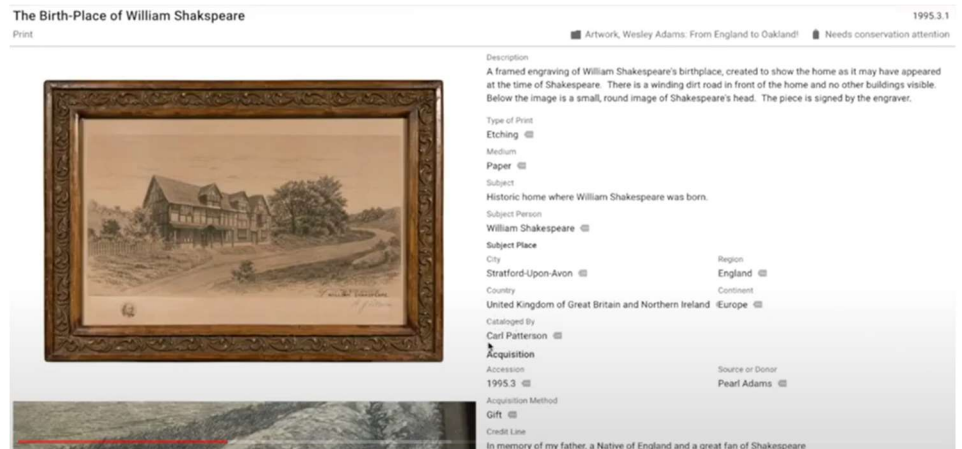 The Birth-Place of William Shakspeare
1995.3.1
Print
Artwork, Wesley Adams: From England to Oakland!
Needs conservation attention
Description
A framed engraving of William Shakespeare's birthplace, created to show the home as it may have appeared
at the time of Shakespeare. There is a winding dirt road in front of the home and no other buildings visible.
Below the image is a small, round image of Shakespeare's head. The piece is signed by the engraver.
Type of Print
Etching
Medium
Paper
Subject
Historic home where William Shakespeare was born.
Subject Person
William Shakespeare
Subject Place
City
Region
Stratford-Upon-Avon
England
Country
Continent
United Kingdom of Great Britain and Northern Ireland
Europe
Cataloged By
Carl Patterson
Acquisition
Accession
Source or Donor
1995.3
Pearl Adams
Acquisition Method
Gift
Credit Line
In memory of my father, a Native of England and a great fan of Shakespeare